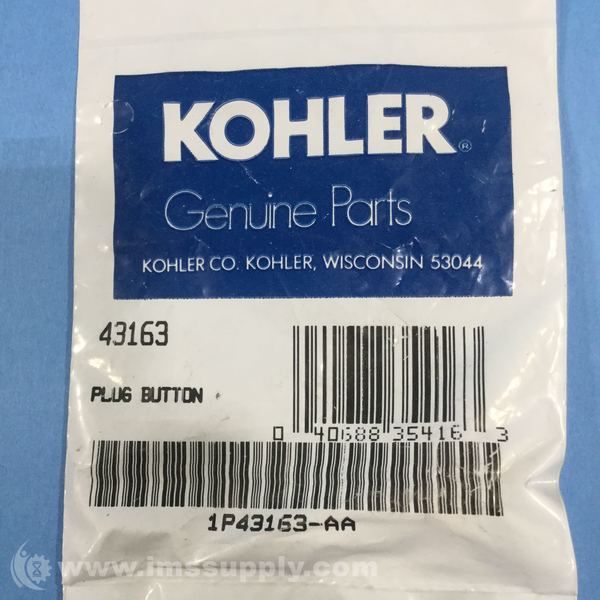 KOHLER®
Genuine Parts
KOHLER CO. KOHLER, WISCONSIN 53044
43163
PLUG BUTTON
0 40688 35416 3
1P43163-AA
www.imssupply.com